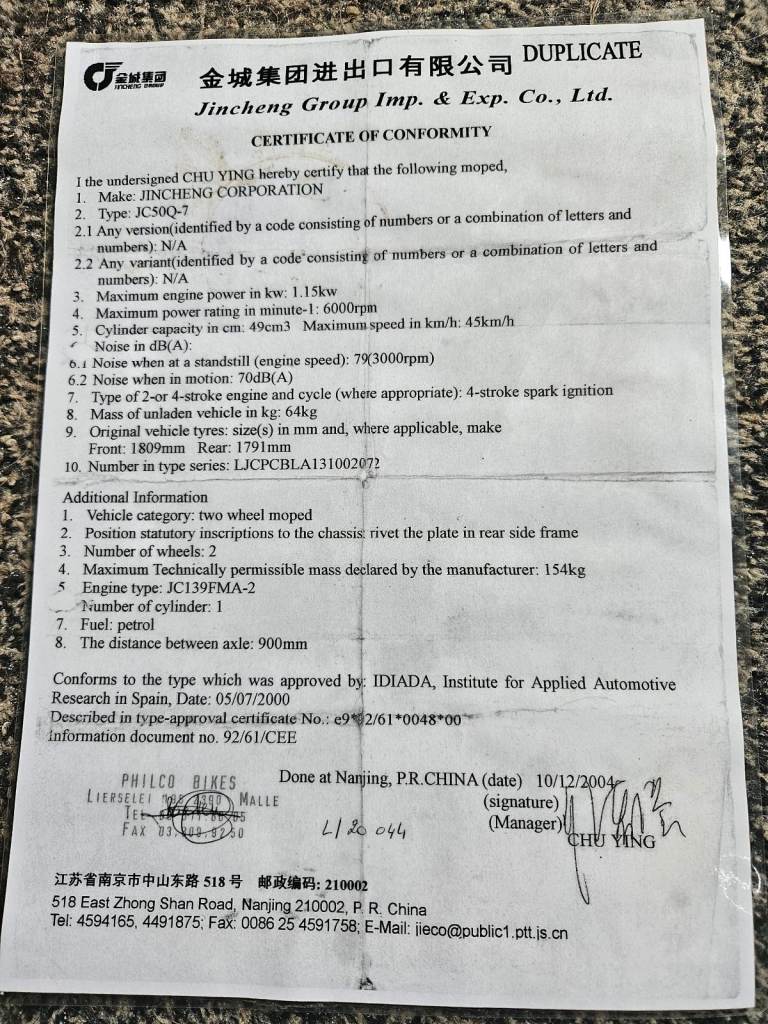 金城集团
JINCHENG GROUP
金城集团进出口有限公司 DUPLICATE
Jincheng Group Imp. & Exp. Co., Ltd.
CERTIFICATE OF CONFORMITY
I the undersigned CHU YING hereby certify that the following moped,
1. Make: JINCHENG CORPORATION
2. Type: JC50Q-7
2.1 Any version(identified by a code consisting of numbers or a combination of letters and
numbers): N/A
2.2 Any variant(identified by a code consisting of numbers or a combination of letters and
numbers): N/A
3. Maximum engine power in kw: 1.15kw
4. Maximum power rating in minute-1: 6000rpm
5. Cylinder capacity in cm: 49cm3 Maximum speed in km/h: 45km/h
Noise in dB(A):
6.1 Noise when at a standstill (engine speed): 79(3000rpm)
6.2 Noise when in motion: 70dB(A)
7. Type of 2-or 4-stroke engine and cycle (where appropriate): 4-stroke spark ignition
8. Mass of unladen vehicle in kg: 64kg
9. Original vehicle tyres: size(s) in mm and, where applicable, make
Front: 1809mm Rear: 1791mm
10. Number in type series: LJCPCBLA131002072
Additional Information
1. Vehicle category: two wheel moped
2. Position statutory inscriptions to the chassis: rivet the plate in rear side frame
3. Number of wheels: 2
4. Maximum Technically permissible mass declared by the manufacturer: 154kg
5 Engine type: JC139FMA-2
Number of cylinder: 1
7. Fuel: petrol
8. The distance between axle: 900mm
Conforms to the type which was approved by: IDIADA, Institute for Applied Automotive
Research in Spain, Date: 05/07/2000
Described in type-approval certificate No.: e9*92/61*0048*00
Information document no. 92/61/CEE
Done at Nanjing, P.R.CHINA (date) 10/12/2004
(signature)
(Manager)
CHU YING
PHILCO BIKES
LIERSELEI MALLE
TEL
FAX
L/20 044
江苏省南京市中山东路 518 号 邮政编码: 210002
518 East Zhong Shan Road, Nanjing 210002, P. R. China
Tel: 4594165, 4491875; Fax: 0086 25 4591758; E-Mail: jieco@public1.ptt.js.cn